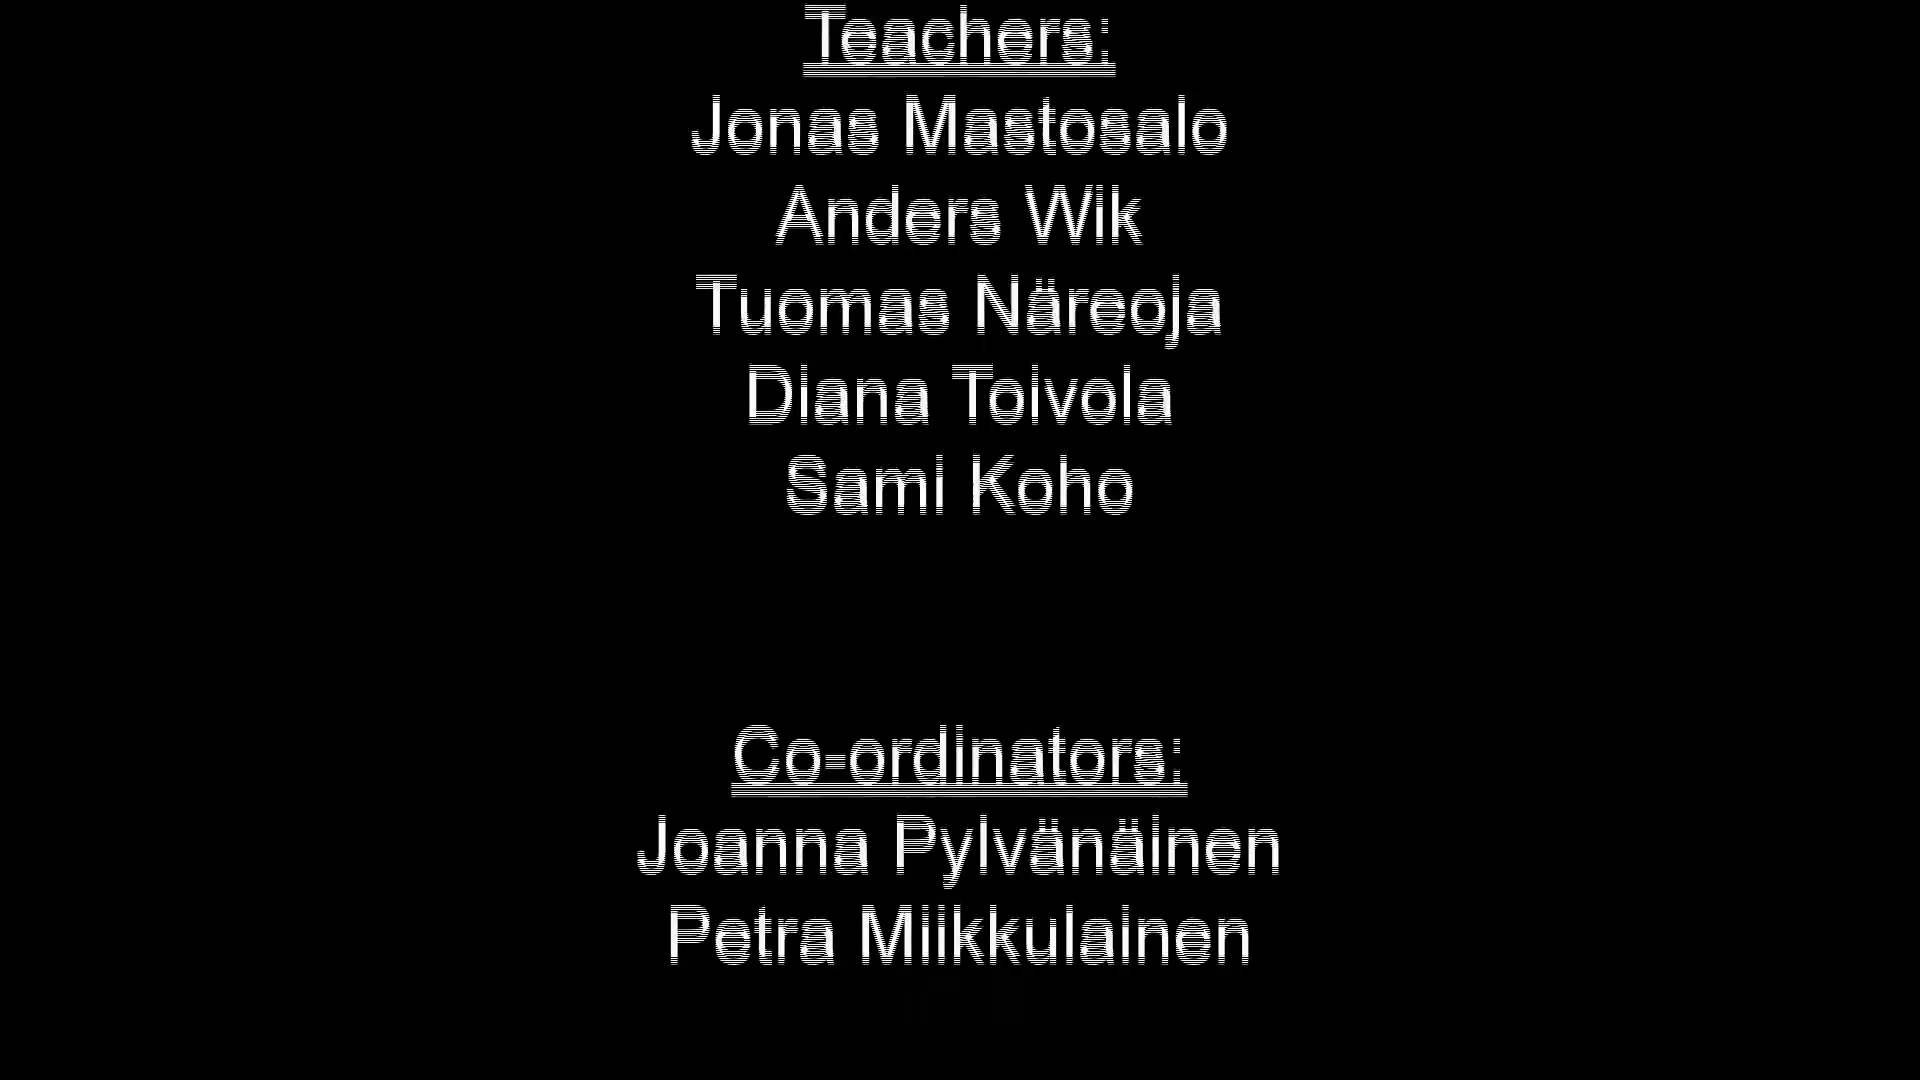 Teachers:
Jonas Mastosalo
Anders Wik
Tuomas Näreoja
Diana Toivola
Sami Koho
Co-ordinators:
Joanna Pylvänäinen
Petra Miikkulainen